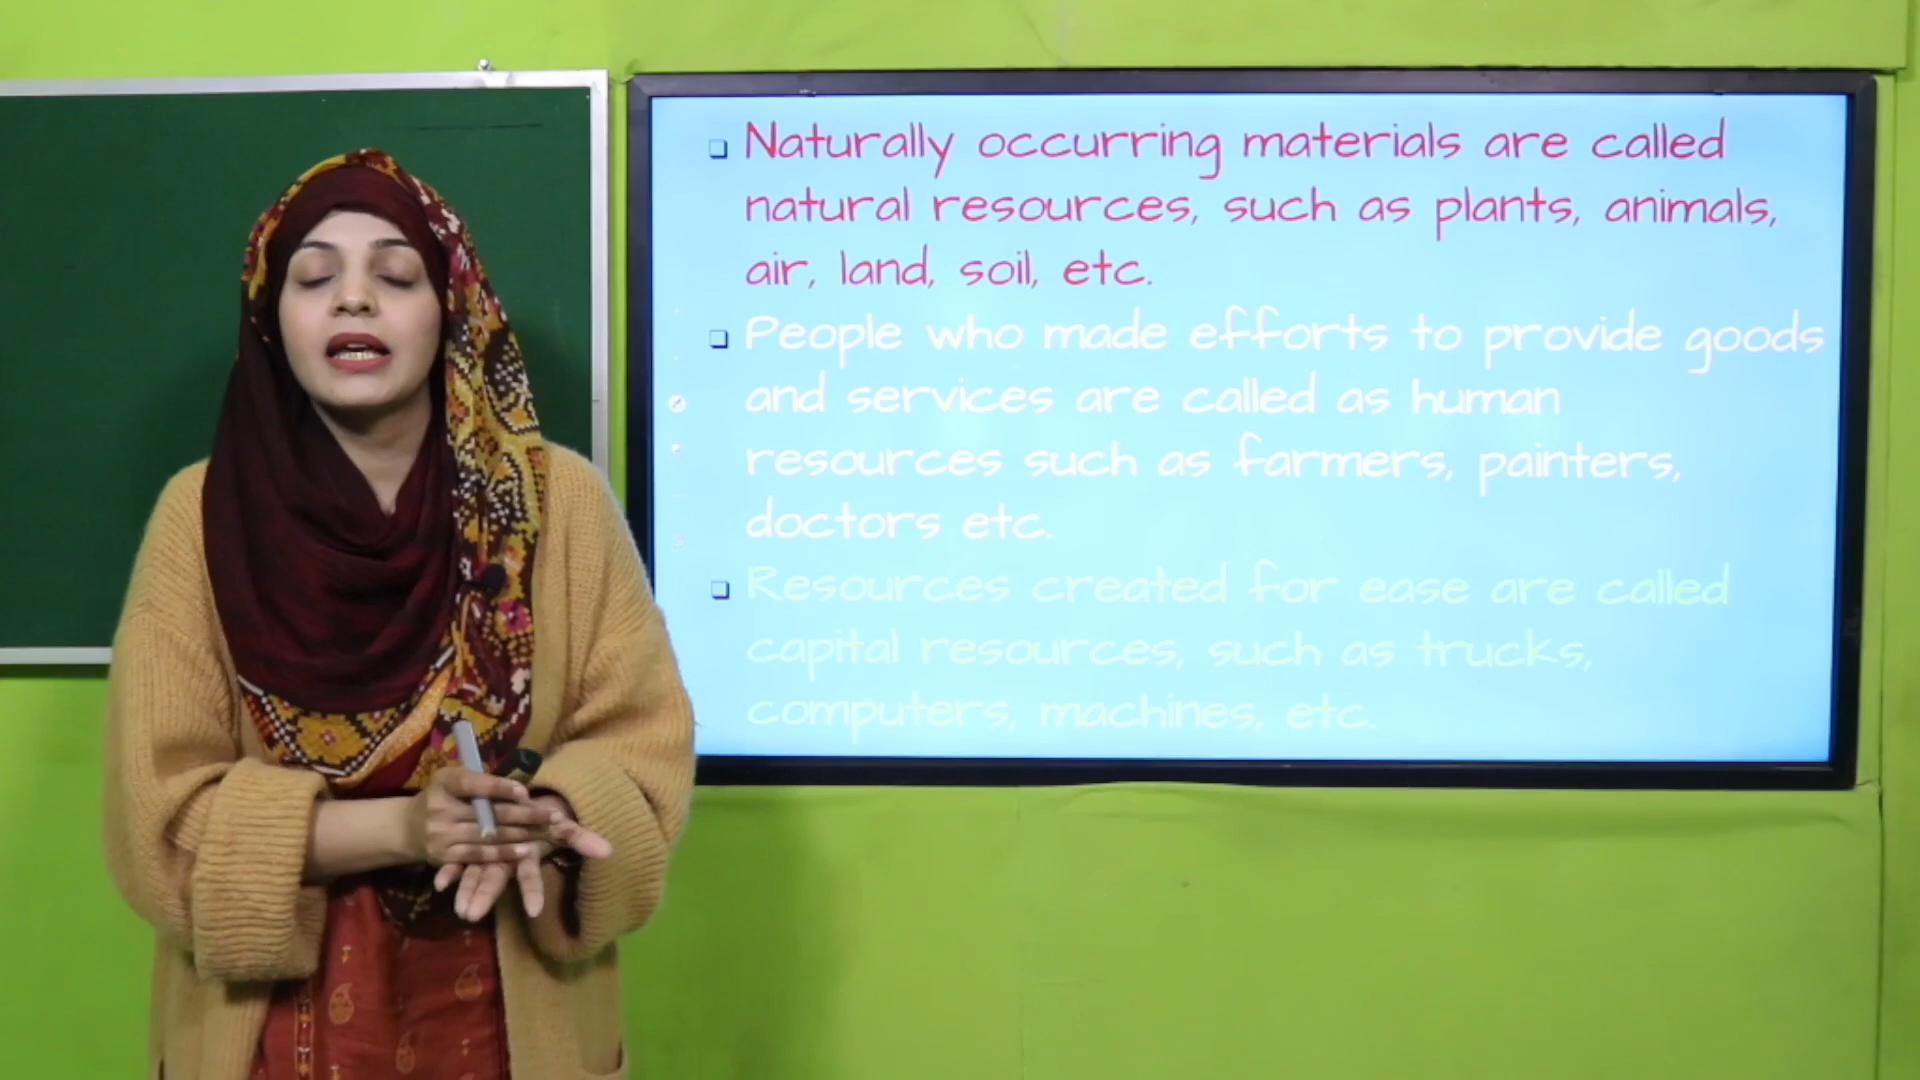 Naturally occurring materials are called
natural resources, such as plants, animals,
air, land, soil, etc.
People who made efforts to provide goods
and services are called as human
resources such as farmers, painters,
doctors etc.
Resources created for ease are called
capital resources, such as trucks,
computers, machines, etc.